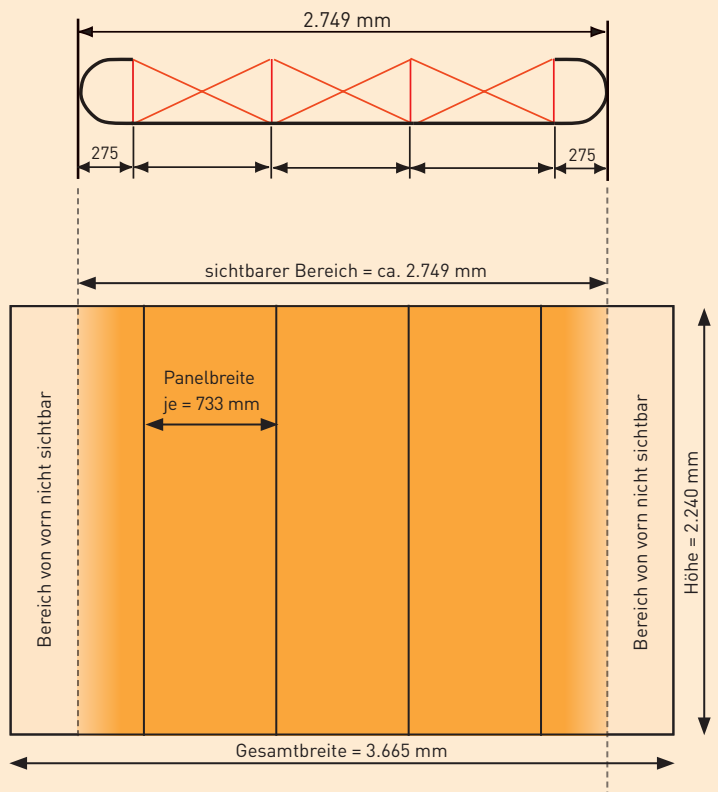 2.749 mm
275
275
sichtbarer Bereich = ca. 2.749 mm
Panelbreite
je = 733 mm
Bereich von vorn nicht sichtbar
Bereich von vorn nicht sichtbar
Höhe = 2.240 mm
Gesamtbreite = 3.665 mm